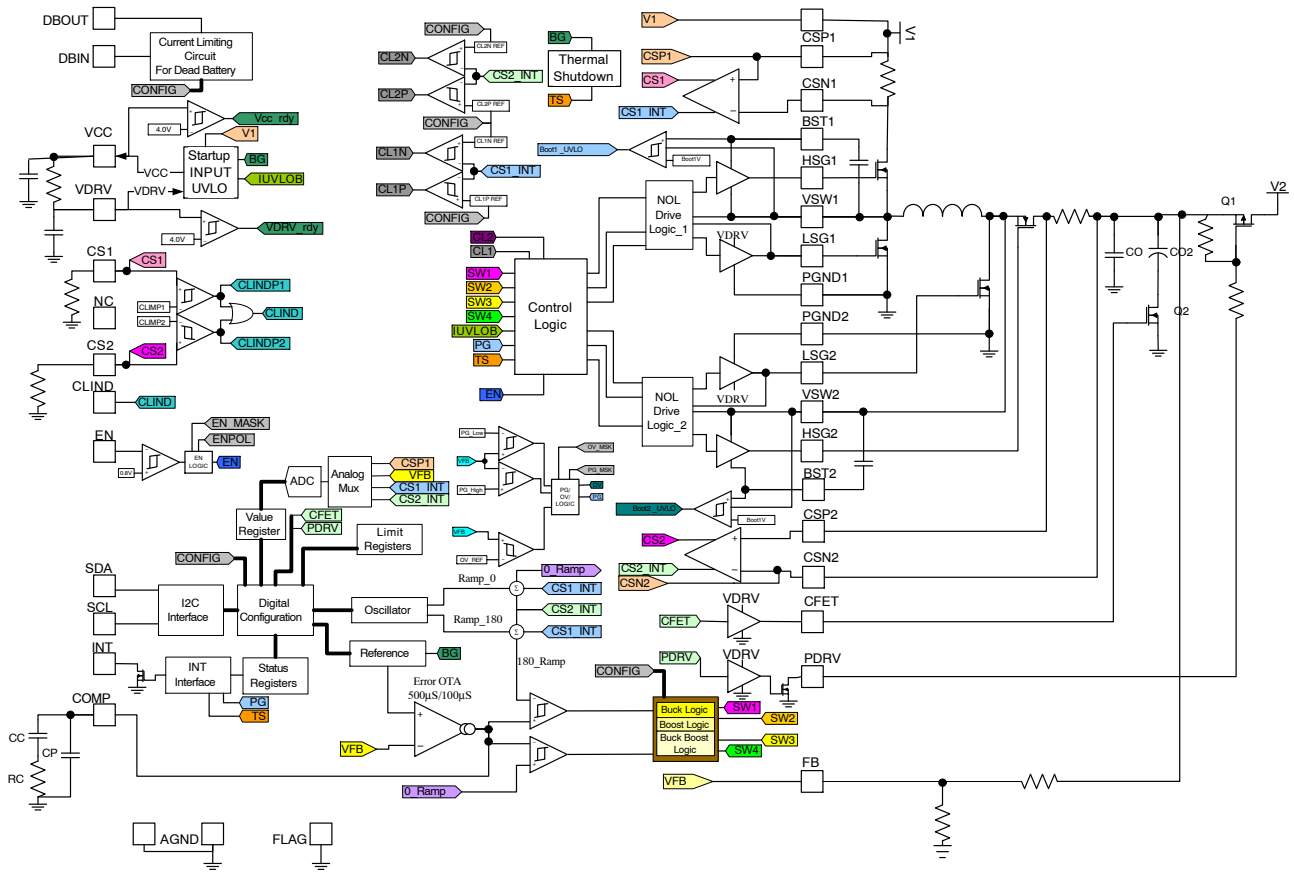 DBOUT
DBIN
Current Limiting
Circuit
For Dead Battery
CONFIG
VCC
4.0V
Vcc_rdy
V1
Startup
INPUT
UVLO
VCC
VDRV
BG
IUVLOB
VDRV
4.0V
VDRV_rdy
CS1
CS1
NC
CLIMP1
CLIMP2
CLINDP1
CLIND
CLINDP2
CS2
CS2
CLIND
CLIND
EN
0.8V
EN_MASK
ENPOL
EN
LOGIC
EN
CONFIG
CL2N
CL2P
CL2N REF
CS2_INT
CL2P REF
CONFIG
CL1N
CL1P
CL1N REF
CS1_INT
CL1P REF
CONFIG
BG
Thermal
Shutdown
TS
V1
CSP1
CS1
CS1_INT
Boot1_UVLO
Boot1V
CSP1
CSN1
BST1
HSG1
VSW1
LSG1
PGND1
PGND2
LSG2
VSW2
HSG2
BST2
CSP2
CSN2
CFET
PDRV
FB
V1
CL2
CL1
SW1
SW2
SW3
SW4
IUVLOB
PG
TS
EN
Control
Logic
NOL
Drive
Logic_1
VDRV
NOL
Drive
Logic_2
VDRV
Q1
V2
CO
CO2
Q2
PG_Low
VFB
PG_High
OV_MSK
PG_MSK
PG/
OV/
LOGIC
OV
PG
VFB
OV_REF
Boot2_UVLO
Boot1V
CS2
CS2_INT
CSN2
ADC
Analog
Mux
CSP1
VFB
CS1_INT
CS2_INT
Value
Register
CFET
PDRV
Limit
Registers
CONFIG
SDA
SCL
I2C
Interface
Digital
Configuration
Oscillator
Ramp_0
Ramp_180
0_Ramp
Σ
CS1_INT
CS2_INT
Σ
CS1_INT
180_Ramp
Reference
BG
INT
INT
Interface
Status
Registers
PG
TS
COMP
CC
CP
RC
Error OTA
500µS/100µS
VFB
0_Ramp
CONFIG
Buck Logic
Boost Logic
Buck Boost
Logic
SW1
SW2
SW3
SW4
CFET
VDRV
PDRV
VDRV
VFB
AGND
FLAG